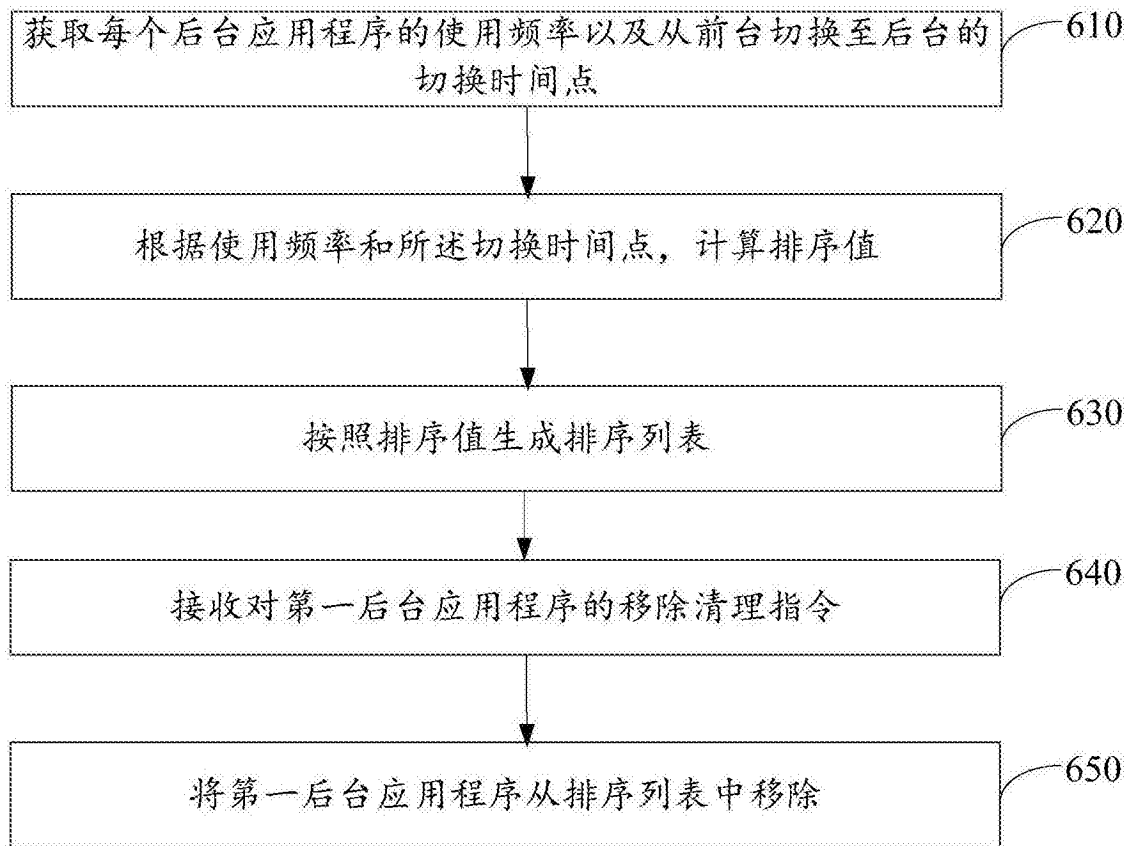 获取每个后台应用程序的使用频率以及从前台切换至后台的
切换时间点
610
根据使用频率和所述切换时间点，计算排序值
620
按照排序值生成排序列表
630
接收对第一后台应用程序的移除清理指令
640
将第一后台应用程序从排序列表中移除
650